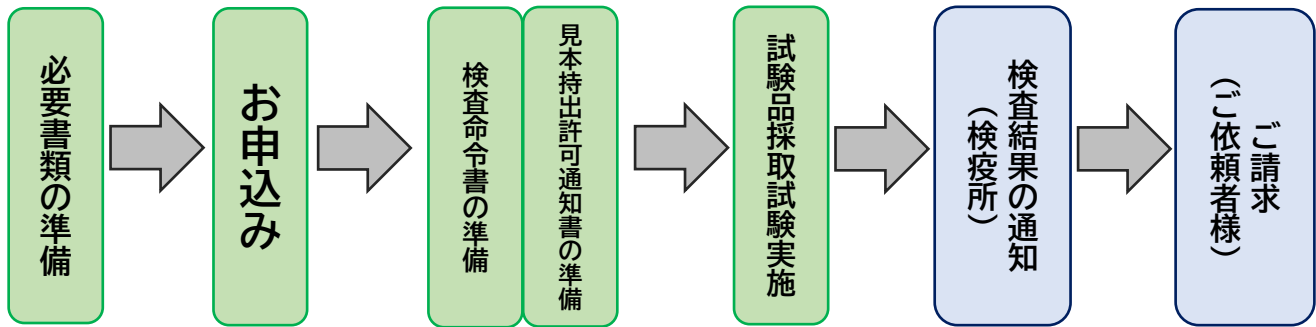 必要書類の準備
お申込み
検査命令書の準備
見本持出許可通知書の準備
試験品採取試験実施
検査結果の通知
（検疫所）
ご請求
（ご依頼者様）